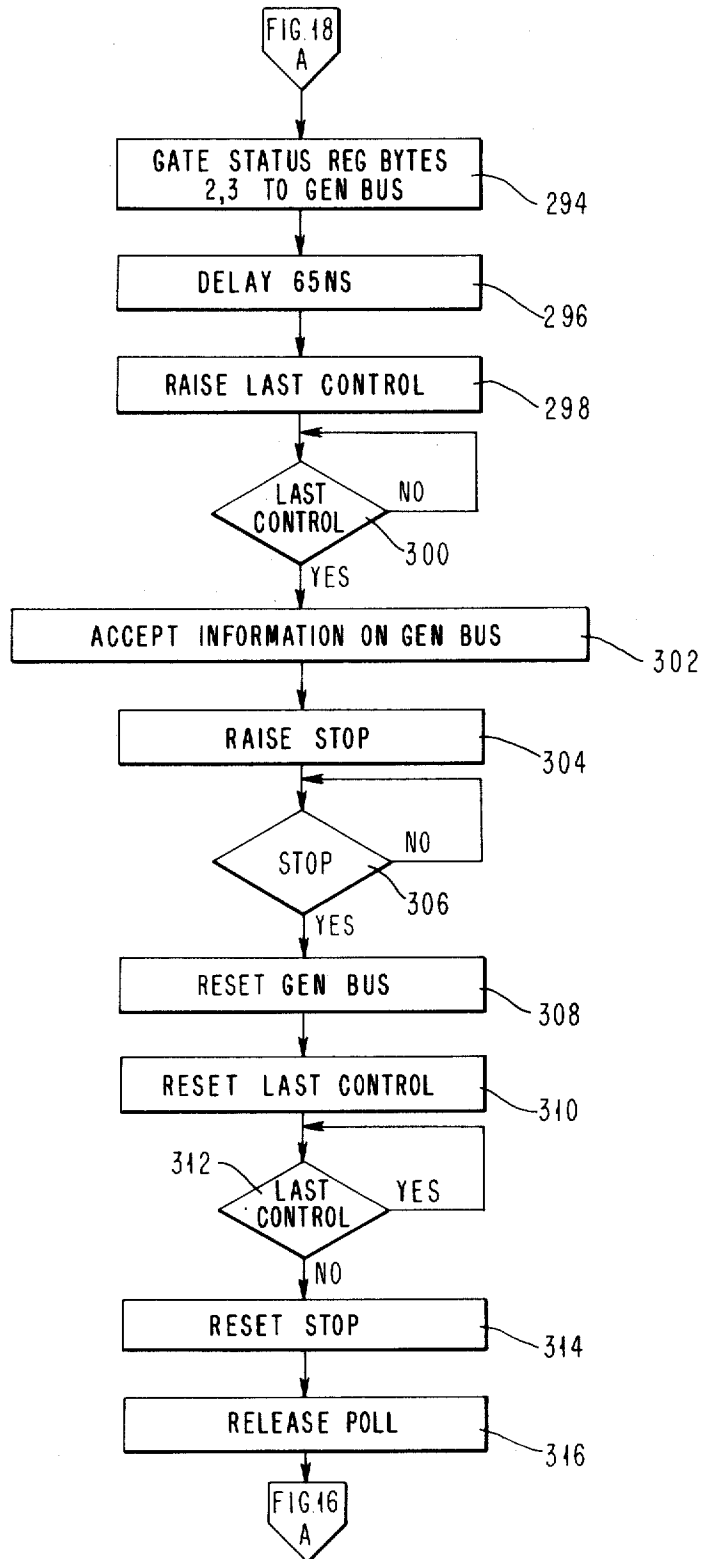 FIG.18
A
GATE STATUS REG BYTES
2,3 TO GEN BUS
294
DELAY 65NS
296
RAISE LAST CONTROL
298
LAST
CONTROL
NO
300
YES
ACCEPT INFORMATION ON GEN BUS
302
RAISE STOP
304
STOP
NO
306
YES
RESET GEN BUS
308
RESET LAST CONTROL
310
312
LAST
CONTROL
YES
NO
RESET STOP
314
RELEASE POLL
316
FIG.16
A